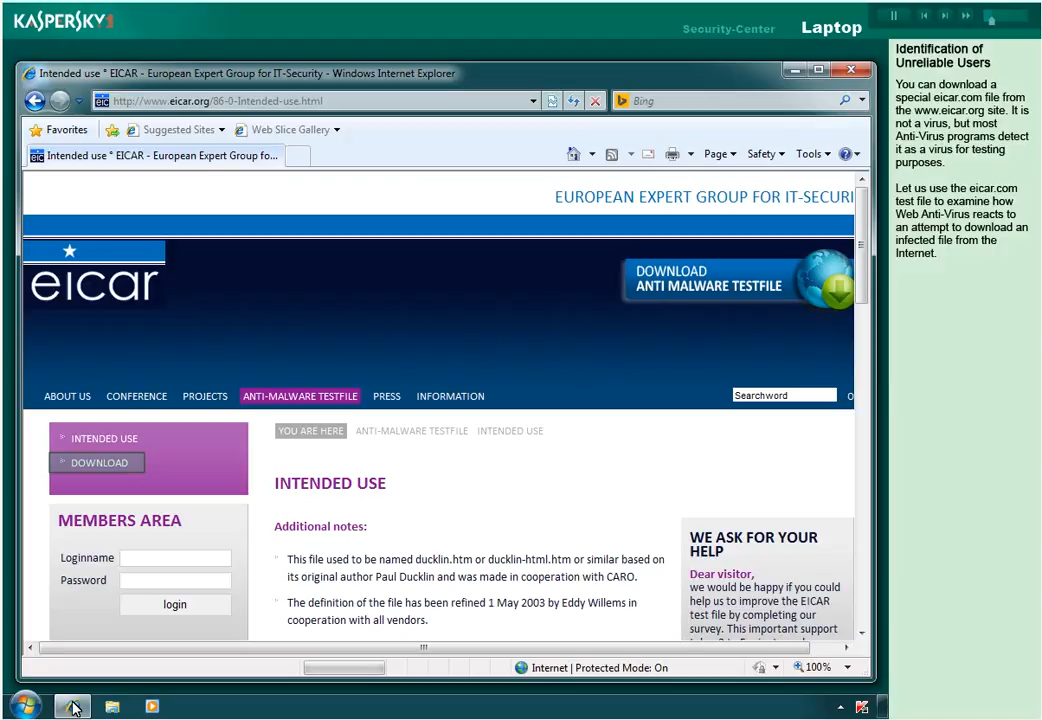 KASPERSKY
Security-Center
Laptop
Intended use ° EICAR - European Expert Group for IT-Security - Windows Internet Explorer
http://www.eicar.org/86-0-Intended-use.html
Bing
Favorites
Suggested Sites
Web Slice Gallery
Intended use ° EICAR - European Expert Group fo...
Page
Safety
Tools
EUROPEAN EXPERT GROUP FOR IT-SECURI
eicar
DOWNLOAD
ANTI MALWARE TESTFILE
ABOUT US
CONFERENCE
PROJECTS
ANTI-MALWARE TESTFILE
PRESS
INFORMATION
Searchword
INTENDED USE
DOWNLOAD
YOU ARE HERE
ANTI-MALWARE TESTFILE
INTENDED USE
INTENDED USE
Additional notes:
This file used to be named ducklin.htm or ducklin-html.htm or similar based on
its original author Paul Ducklin and was made in cooperation with CARO.
The definition of the file has been refined 1 May 2003 by Eddy Willems in
cooperation with all vendors.
MEMBERS AREA
Loginname
Password
login
WE ASK FOR YOUR
HELP
Dear visitor,
we would be happy if you could
help us to improve the EICAR
test file by completing our
survey. This important support
Internet | Protected Mode: On
100%
Identification of
Unreliable Users
You can download a
special eicar.com file from
the www.eicar.org site. It is
not a virus, but most
Anti-Virus programs detect
it as a virus for testing
purposes.
Let us use the eicar.com
test file to examine how
Web Anti-Virus reacts to
an attempt to download an
infected file from the
Internet.